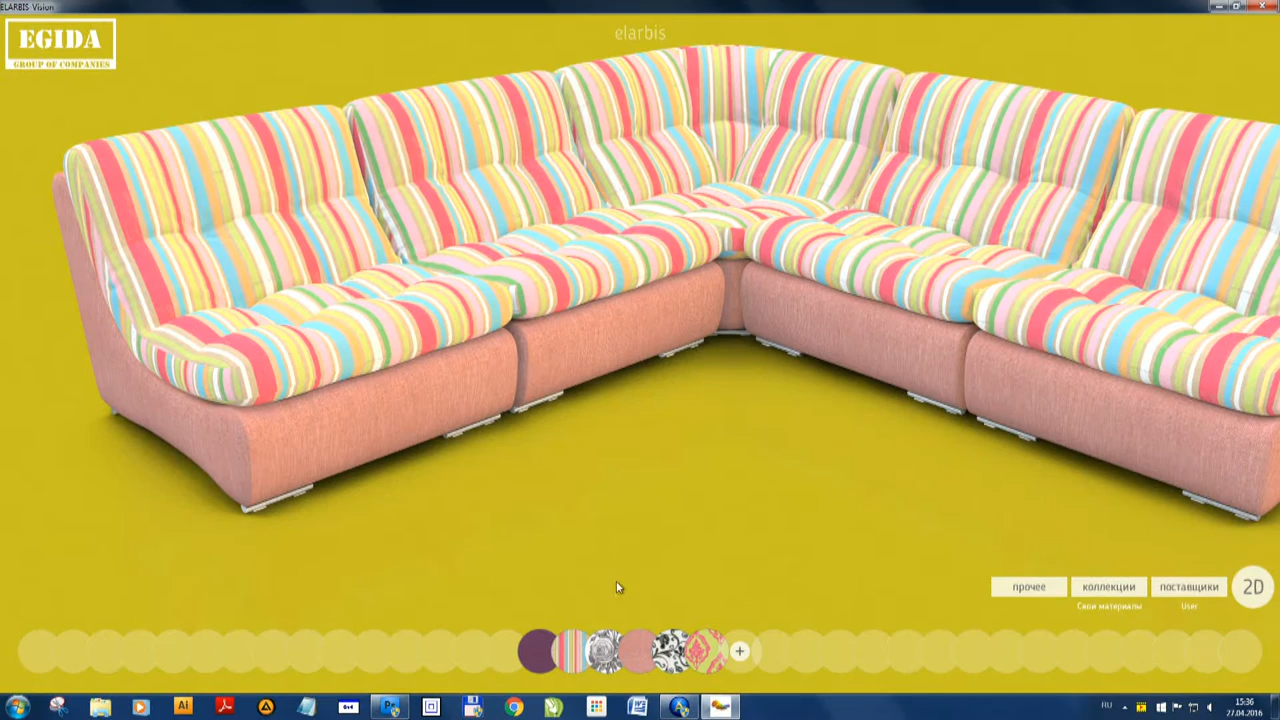 ELARBIS Vision
EGIDA
GROUP OF COMPANIES
elarbis
прочее
коллекции
поставщики
2D
Свои материалы
User
+
Ai
RU
15:36
27.04.2016